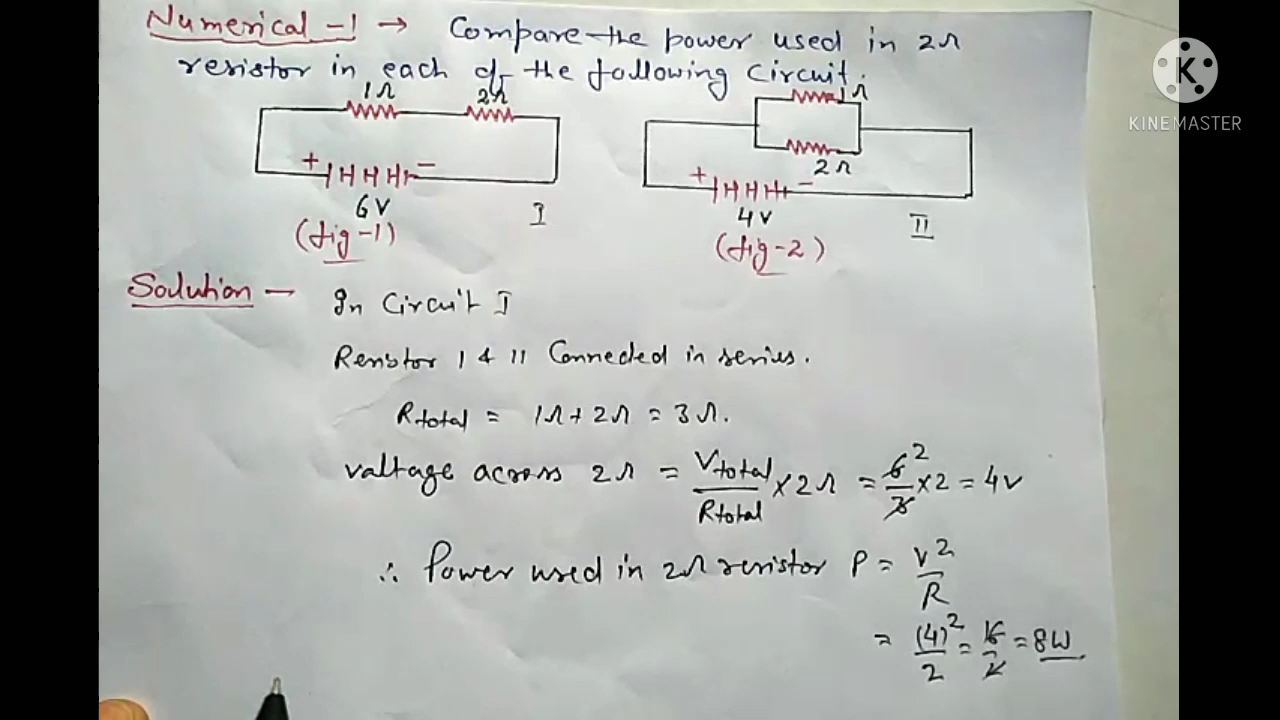 Numerical -1 → Compare the power used in 2Ω
resistor in each of the following Circuit.
1Ω 2Ω
+ −
6V
I
(fig-1)
1Ω
2Ω
+ −
4V
II
(fig-2)
K
KINEMASTER
Solution — In Circuit I
Resistor I & II Connected in series.
Rtotal = 1Ω + 2Ω = 3Ω.
valtage across 2Ω = Vtotal/Rtotal × 2Ω = 6/3 2 × 2 = 4v
∴ Power used in 2Ω resistor P = V²/R
= (4)²/2 = 16/2 = 8W